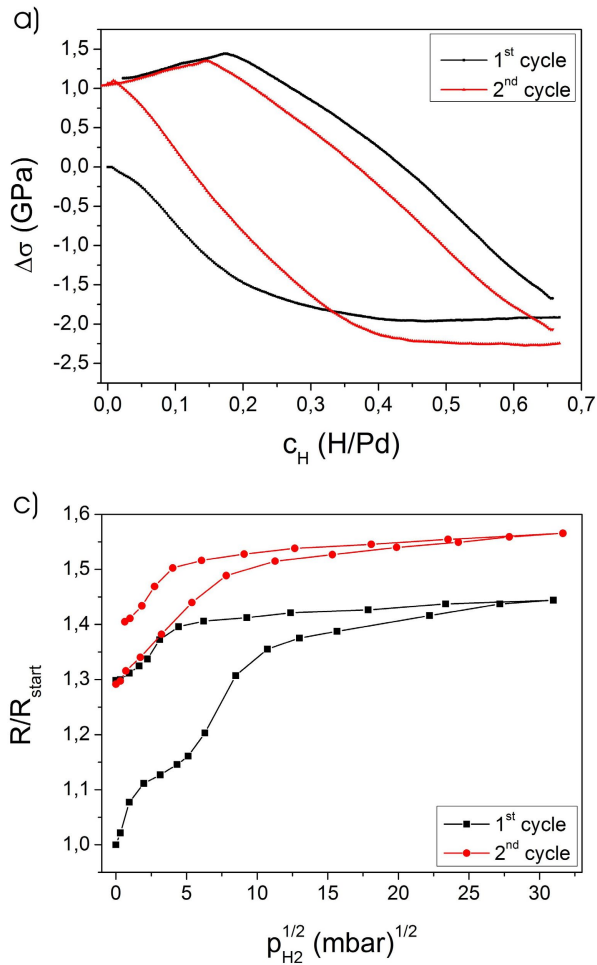 a)
1,5
1,0
0,5
0,0
-0,5
-1,0
-1,5
-2,0
-2,5
Δσ (GPa)
1st cycle
2nd cycle
0,0 0,1 0,2 0,3 0,4 0,5 0,6 0,7
cH (H/Pd)
c)
1,6
1,5
1,4
1,3
1,2
1,1
1,0
R/Rstart
1st cycle
2nd cycle
0 5 10 15 20 25 30
pH2^1/2 (mbar)^1/2